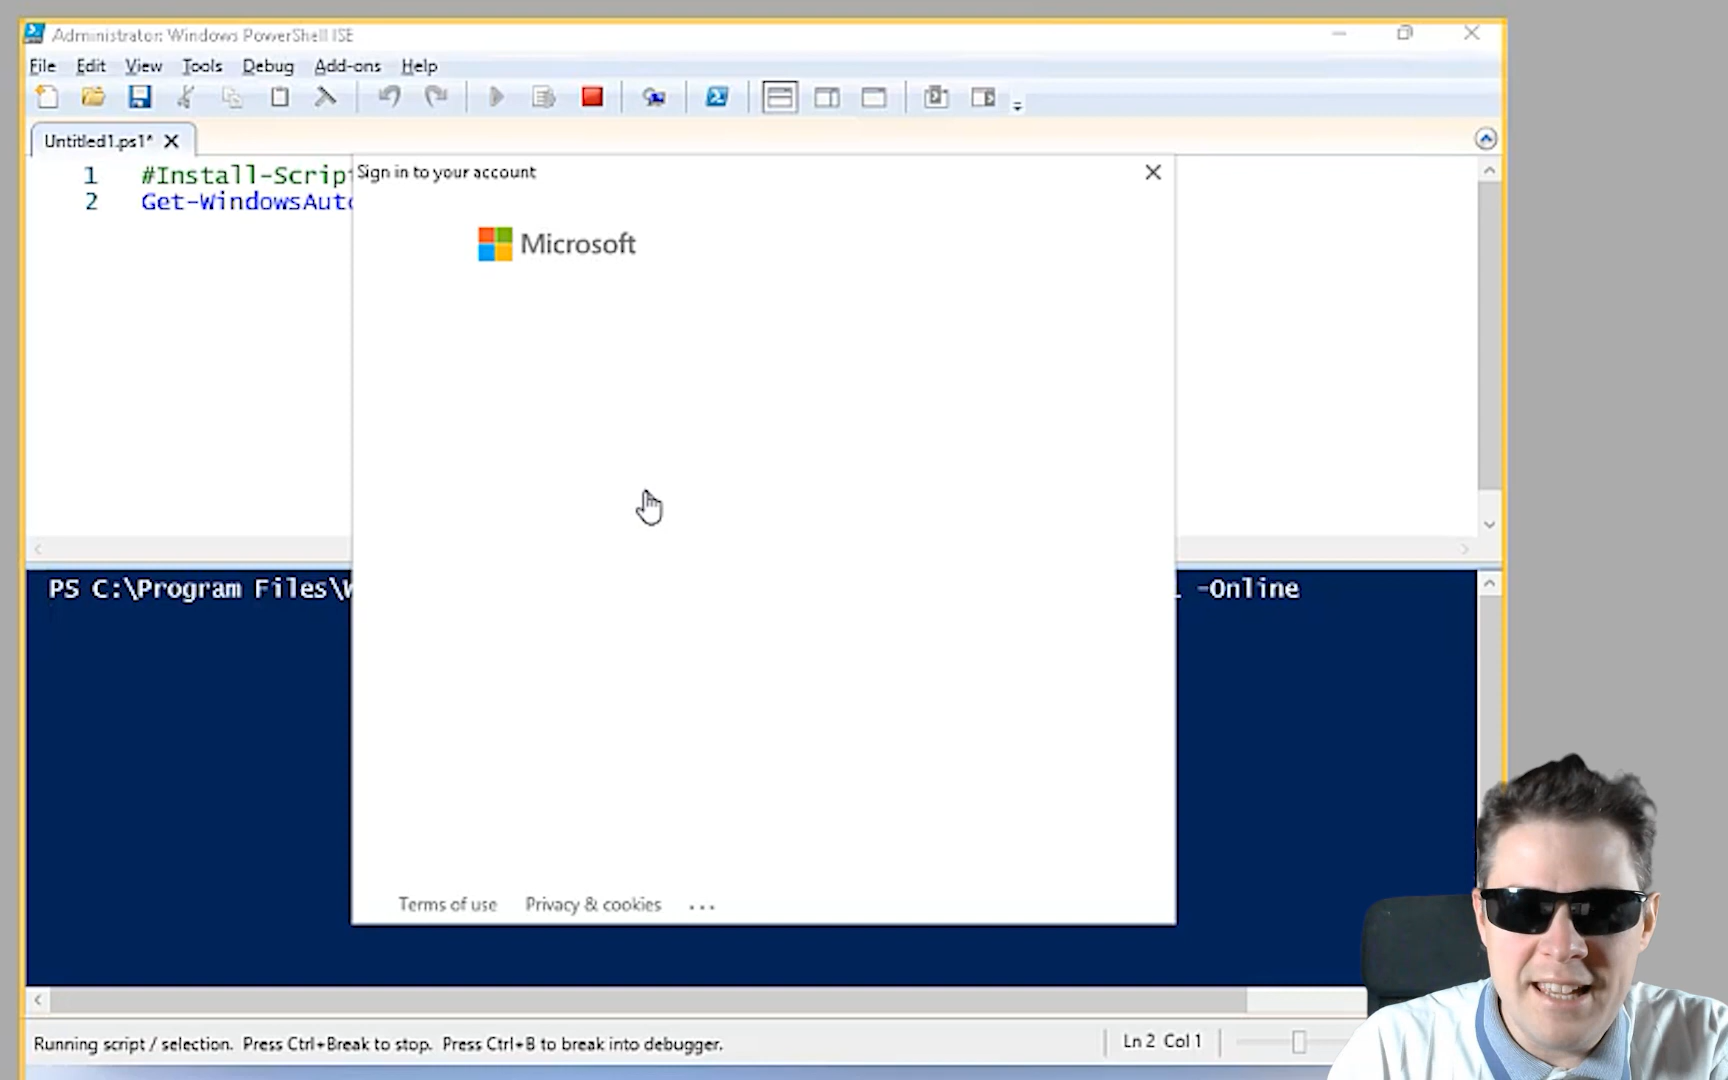 Administrator: Windows PowerShell ISE
File Edit View Tools Debug Add-ons Help
Untitled1.ps1*
1 #Install-Scrip
2 Get-WindowsAuto
Sign in to your account
Microsoft
PS C:\Program Files\ -Online
Terms of use Privacy & cookies ...
Running script / selection. Press Ctrl+Break to stop. Press Ctrl+B to break into debugger.
Ln 2 Col 1